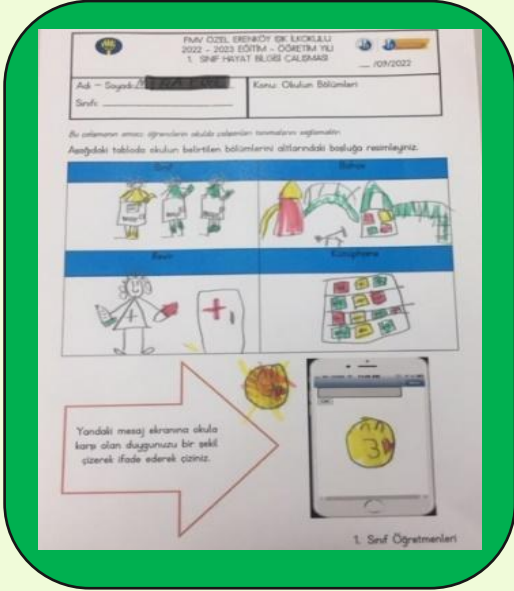 FMV ÖZEL ERENKÖY IŞIK İLKOKULU
2022 - 2023 EĞİTİM - ÖĞRETİM YILI
1. SINIF HAYAT BİLGİSİ ÇALIŞMASI
__ /09/2022
Adı - Soyadı:
Konu: Okulun Bölümleri
Sınıfı:
Bu çalışmanın amacı öğrencilerin okulda çalışanları tanımalarını sağlamaktır.
Aşağıdaki tabloda okulun belirtilen bölümlerini altlarındaki boşluğa resimleyiniz.
Sınıf
Bahçe
Revir
Kütüphane
Yandaki mesaj ekranına okula
karşı olan duygunuzu bir şekil
çizerek ifade ederek çiziniz.
1. Sınıf Öğretmenleri